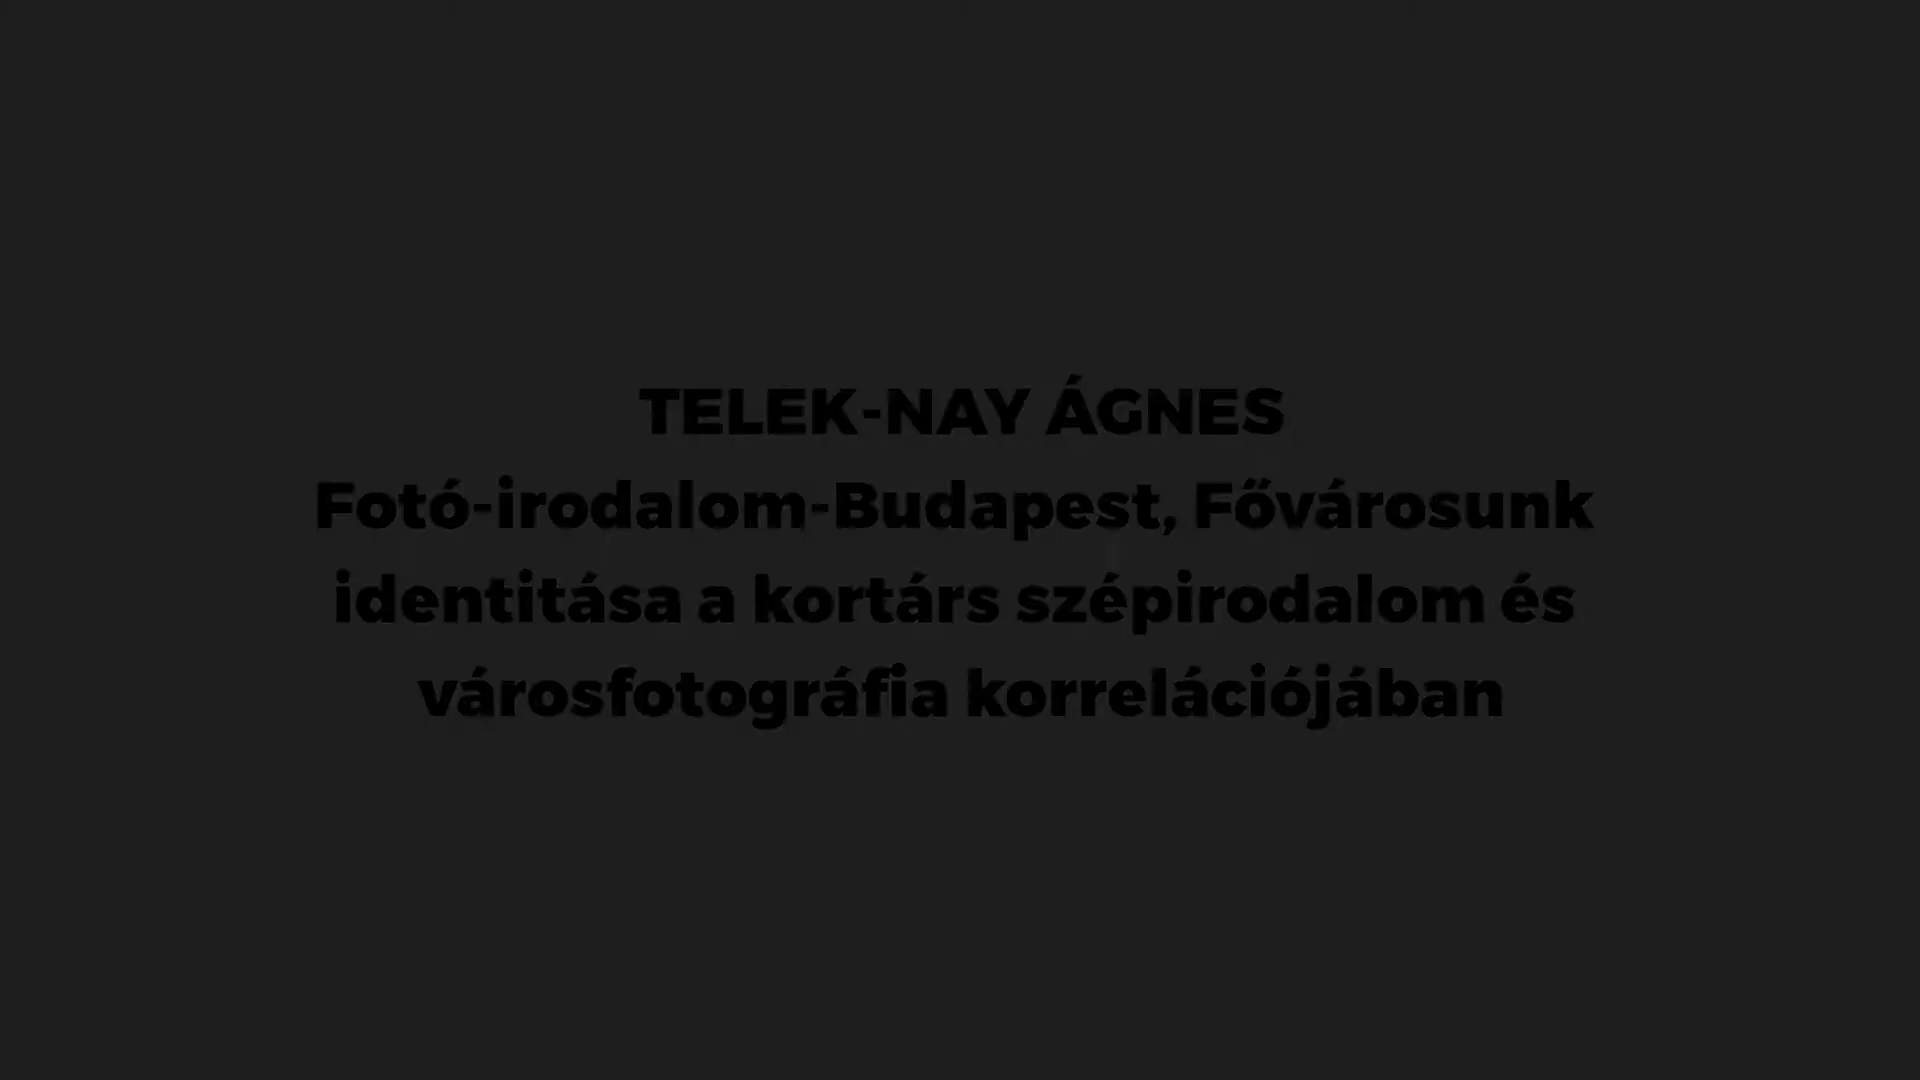 TELEK-NAY ÁGNES
Fotó-irodalom-Budapest, Fővárosunk
identitása a kortárs szépirodalom és
városfotográfia korrelációjában